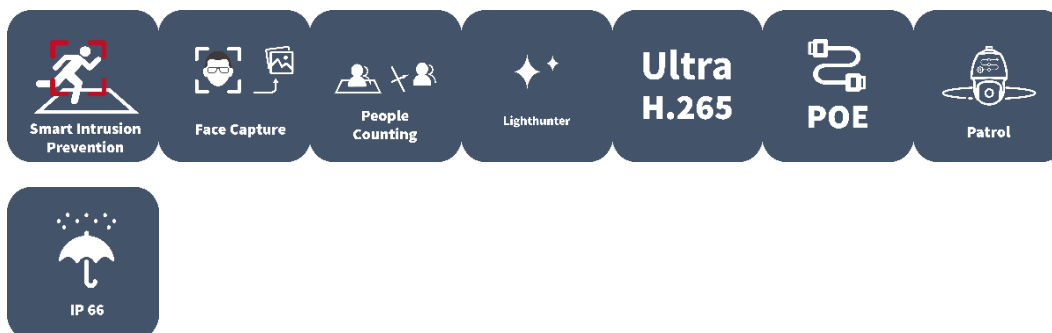 Smart Intrusion
Prevention
Face Capture
People
Counting
Lighthunter
Ultra
H.265
POE
Patrol
IP 66